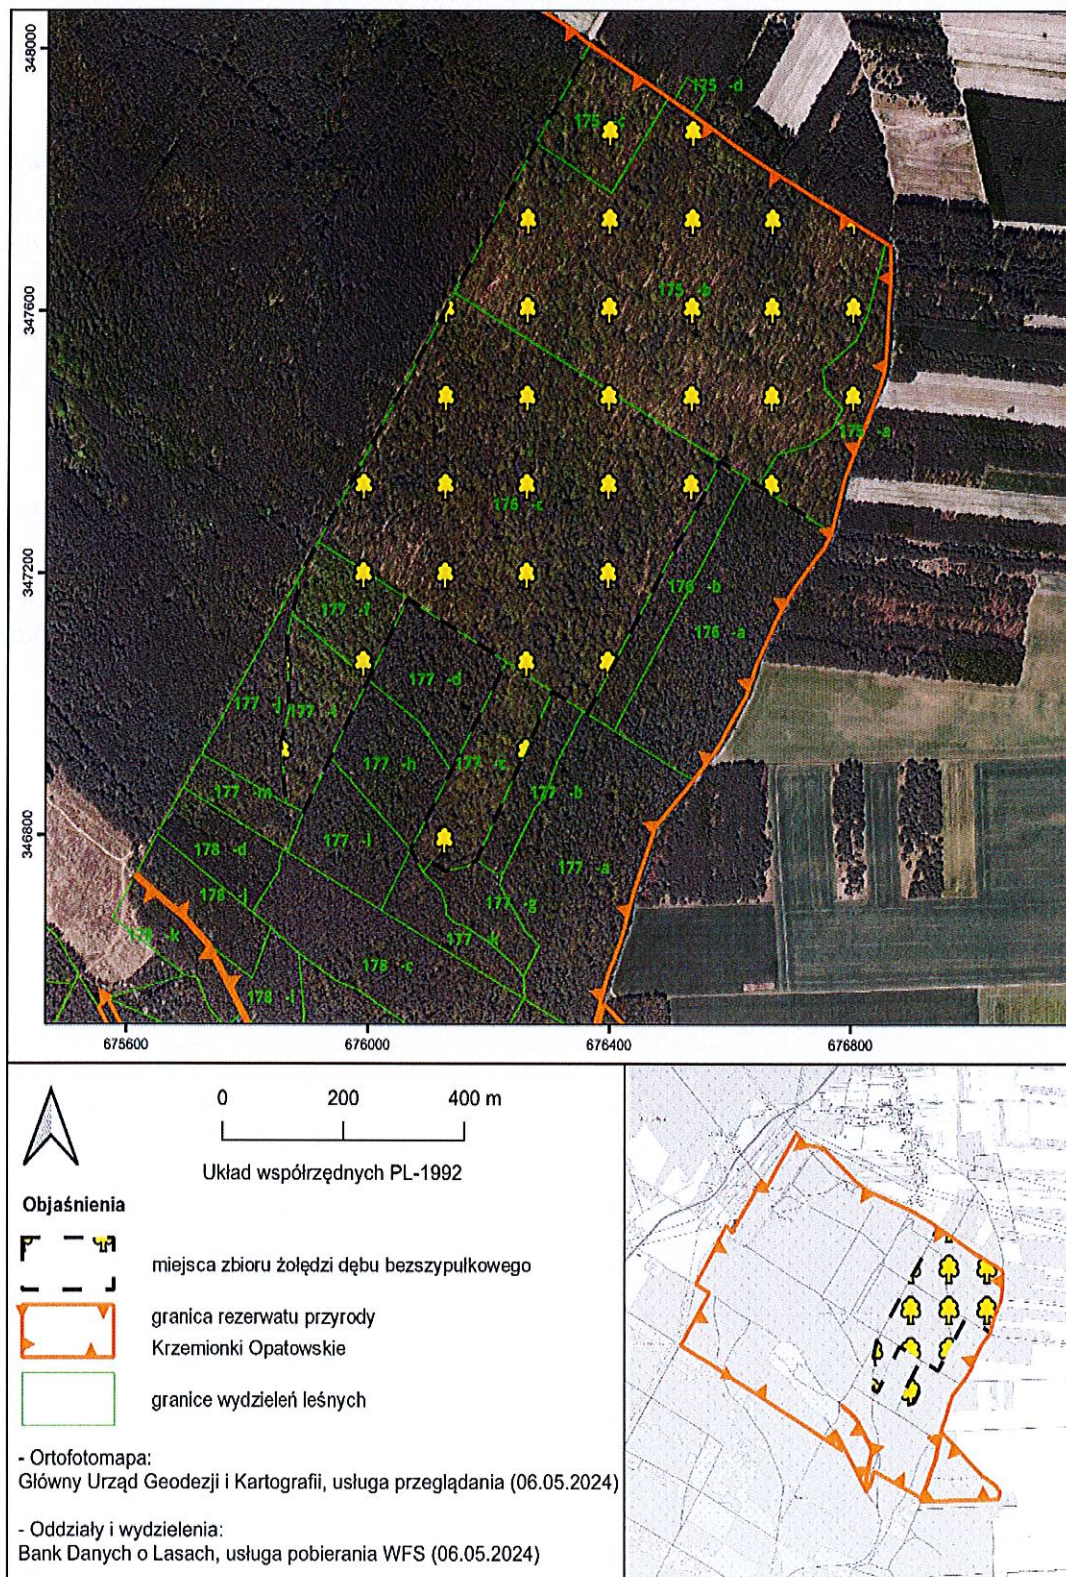 348000
347600
347200
346800
175 -d
175 -c
175 -b
175 -a
176 -c
176 -b
176 -a
177 -f
177 -d
177 -j
177 -i
177 -h
177 -c
177 -b
177 -m
177 -l
177 -a
178 -d
178 -j
177 -g
178 -k
177 -k
178 -c
178 -i
675600 676000 676400 676800
0 200 400 m
Układ współrzędnych PL-1992
Objaśnienia
miejsca zbioru żołędzi dębu bezszypułkowego
granica rezerwatu przyrody
Krzemionki Opatowskie
granice wydzieleń leśnych
- Ortofotomapa:
Główny Urząd Geodezji i Kartografii, usługa przeglądania (06.05.2024)
- Oddziały i wydzielenia:
Bank Danych o Lasach, usługa pobierania WFS (06.05.2024)